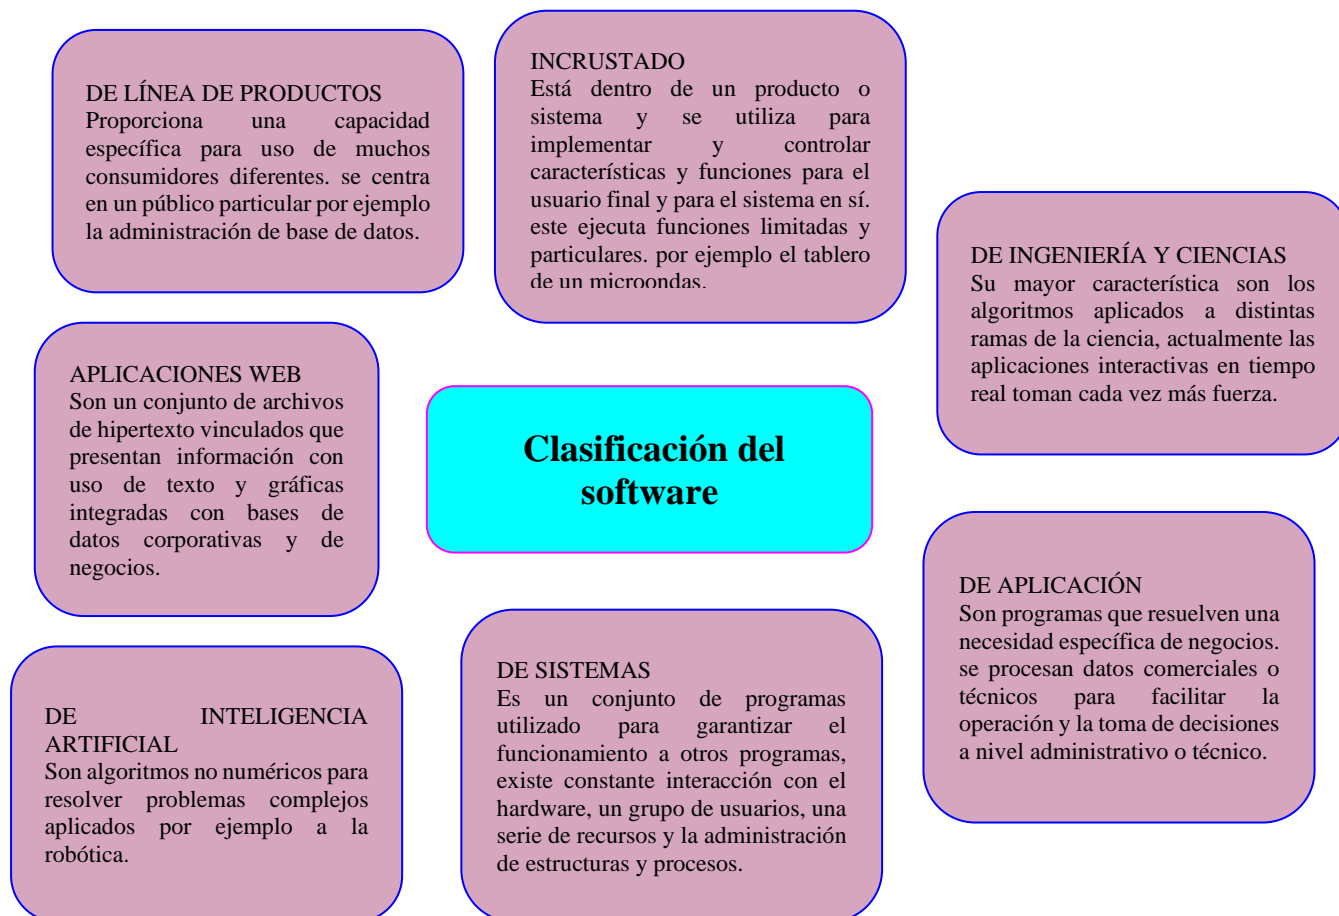 DE LÍNEA DE PRODUCTOS
Proporciona una capacidad
específica para uso de muchos
consumidores diferentes. se centra
en un público particular por ejemplo
la administración de base de datos.
INCRUSTADO
Está dentro de un producto o
sistema y se utiliza para
implementar y controlar
características y funciones para el
usuario final y para el sistema en sí.
este ejecuta funciones limitadas y
particulares. por ejemplo el tablero
de un microondas.
DE INGENIERÍA Y CIENCIAS
Su mayor característica son los
algoritmos aplicados a distintas
ramas de la ciencia, actualmente las
aplicaciones interactivas en tiempo
real toman cada vez más fuerza.
APLICACIONES WEB
Son un conjunto de archivos
de hipertexto vinculados que
presentan información con
uso de texto y gráficas
integradas con bases de
datos corporativas y de
negocios.
Clasificación del
software
DE APLICACIÓN
Son programas que resuelven una
necesidad específica de negocios.
se procesan datos comerciales o
técnicos para facilitar la
operación y la toma de decisiones
a nivel administrativo o técnico.
DE INTELIGENCIA
ARTIFICIAL
Son algoritmos no numéricos para
resolver problemas complejos
aplicados por ejemplo a la
robótica.
DE SISTEMAS
Es un conjunto de programas
utilizado para garantizar el
funcionamiento a otros programas,
existe constante interacción con el
hardware, un grupo de usuarios, una
serie de recursos y la administración
de estructuras y procesos.